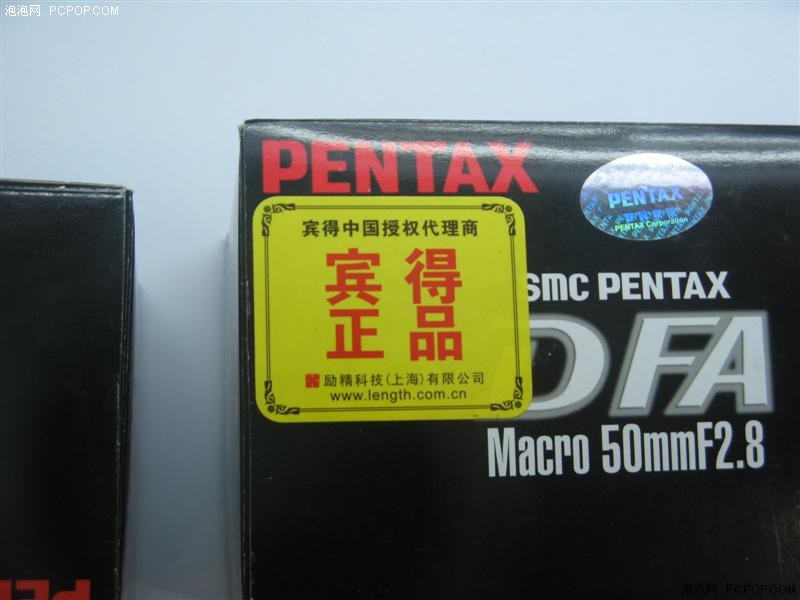 泡泡网 PCPOP.COM
PENTAX
PENTAX
PENTAX Corporation
宾得中国授权代理商
宾得
正品
励精科技(上海)有限公司
www.length.com.cn
smc PENTAX
D FA
Macro 50mmF2.8
泡泡网 PCPOP.COM